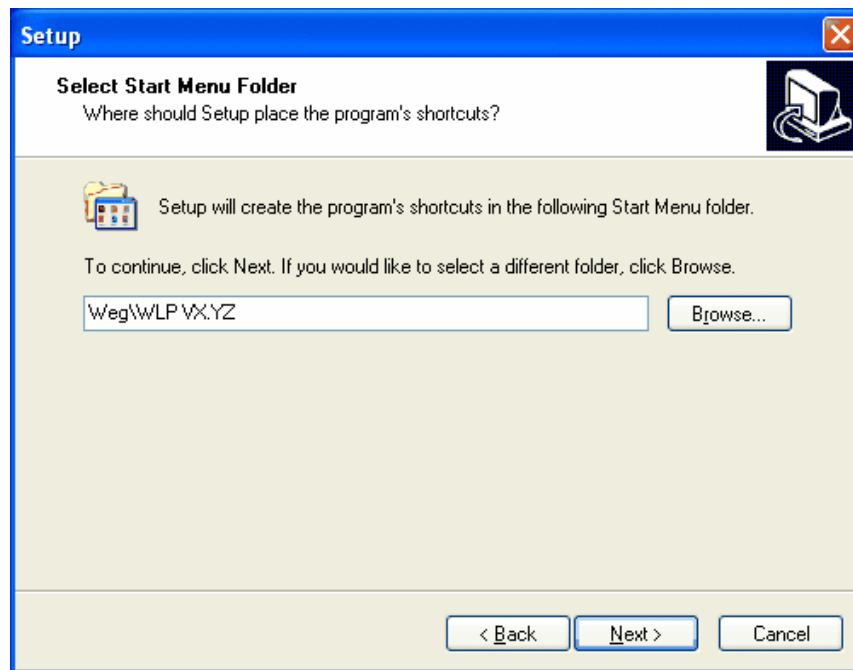 Setup
Select Start Menu Folder
Where should Setup place the program's shortcuts?
Setup will create the program's shortcuts in the following Start Menu folder.
To continue, click Next. If you would like to select a different folder, click Browse.
Weg\WLP VX.YZ
Browse...
< Back
Next >
Cancel